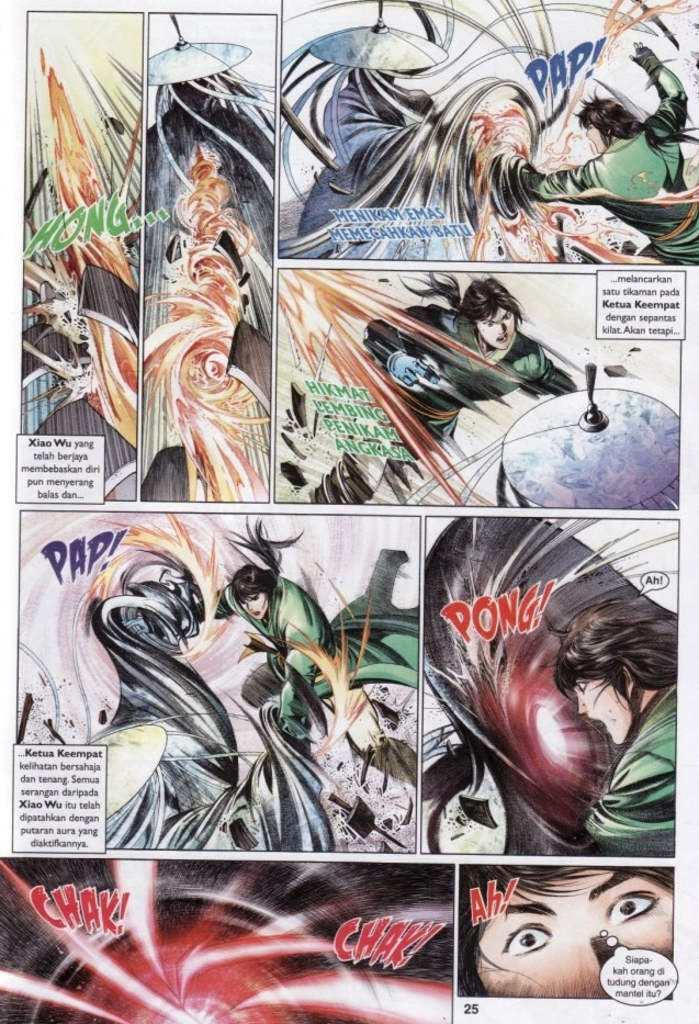 HONG...
Xiao Wu yang
telah berjaya
membebaskan diri
pun menyerang
balas dan...
PAP!
MENIKAM EMAS
MEMECAHKAN BATU
...melancarkan
satu tikaman pada
Ketua Keempat
dengan sepantas
kilat. Akan tetapi...
HIKMAT
LEMBING
PENIKAM
ANGKASA
PAP!
...Ketua Keempat
kelihatan bersahaja
dan tenang. Semua
serangan daripada
Xiao Wu itu telah
dipatahkan dengan
putaran aura yang
diaktifkannya.
Ah!
PONG!
CHAK!
CHAK!
Ah!
Siapa-
kah orang di
tudung dengan
mantel itu?
25